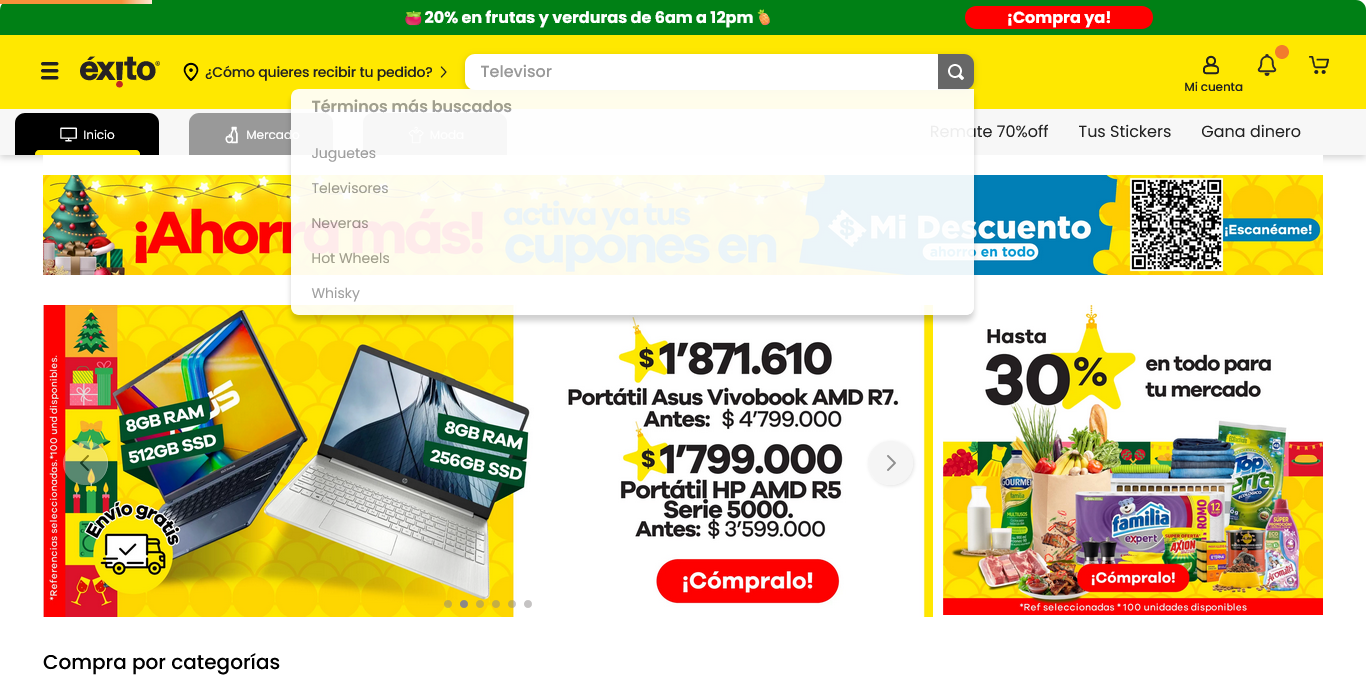 20% en frutas y verduras de 6am a 12pm
¡Compra ya!
éxito
¿Cómo quieres recibir tu pedido?
Televisor
Mi cuenta
Términos más buscados
Inicio
Mercado
Moda
Remate 70%off
Tus Stickers
Gana dinero
Juguetes
Televisores
Neveras
Hot Wheels
Whisky
¡Ahorra más!
activa ya tus
cupones en
Mi Descuento
ahorro en todo
¡Escanéame!
*Referencias seleccionadas.*100 und disponibles.
8GB RAM
512GB SSD
8GB RAM
256GB SSD
Envío gratis
$ 1’871.610
Portátil Asus Vivobook AMD R7.
Antes: $ 4’799.000
$ 1’799.000
Portátil HP AMD R5
Serie 5000.
Antes: $ 3’599.000
¡Cómpralo!
Hasta
30%
en todo para
tu mercado
familia
expert
AXION
¡Cómpralo!
*Ref seleccionadas *100 unidades disponibles
Compra por categorías